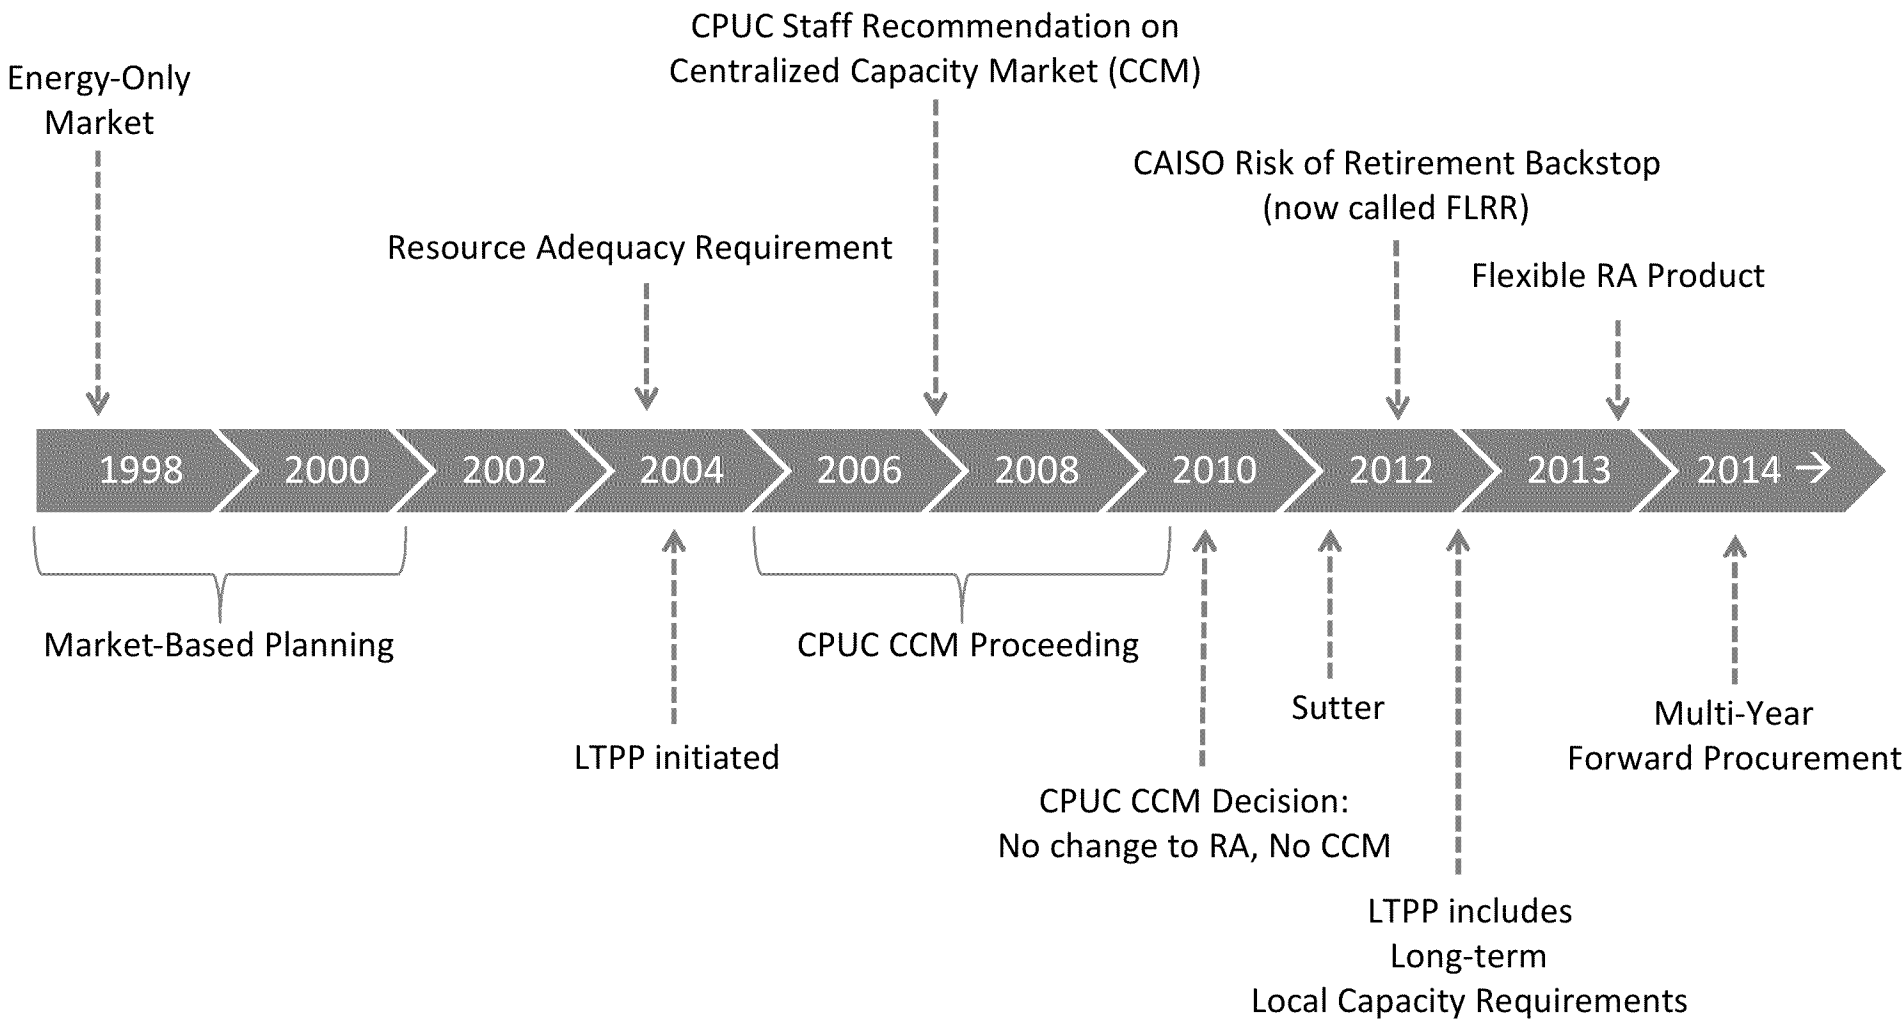 CPUC Staff Recommendation on
Centralized Capacity Market (CCM)
Energy-Only
Market
CAISO Risk of Retirement Backstop
(now called FLRR)
Resource Adequacy Requirement
Flexible RA Product
1998 2000 2002 2004 2006 2008 2010 2012 2013 2014 →
Market-Based Planning
CPUC CCM Proceeding
Sutter
Multi-Year
Forward Procurement
LTPP initiated
CPUC CCM Decision:
No change to RA, No CCM
LTPP includes
Long-term
Local Capacity Requirements